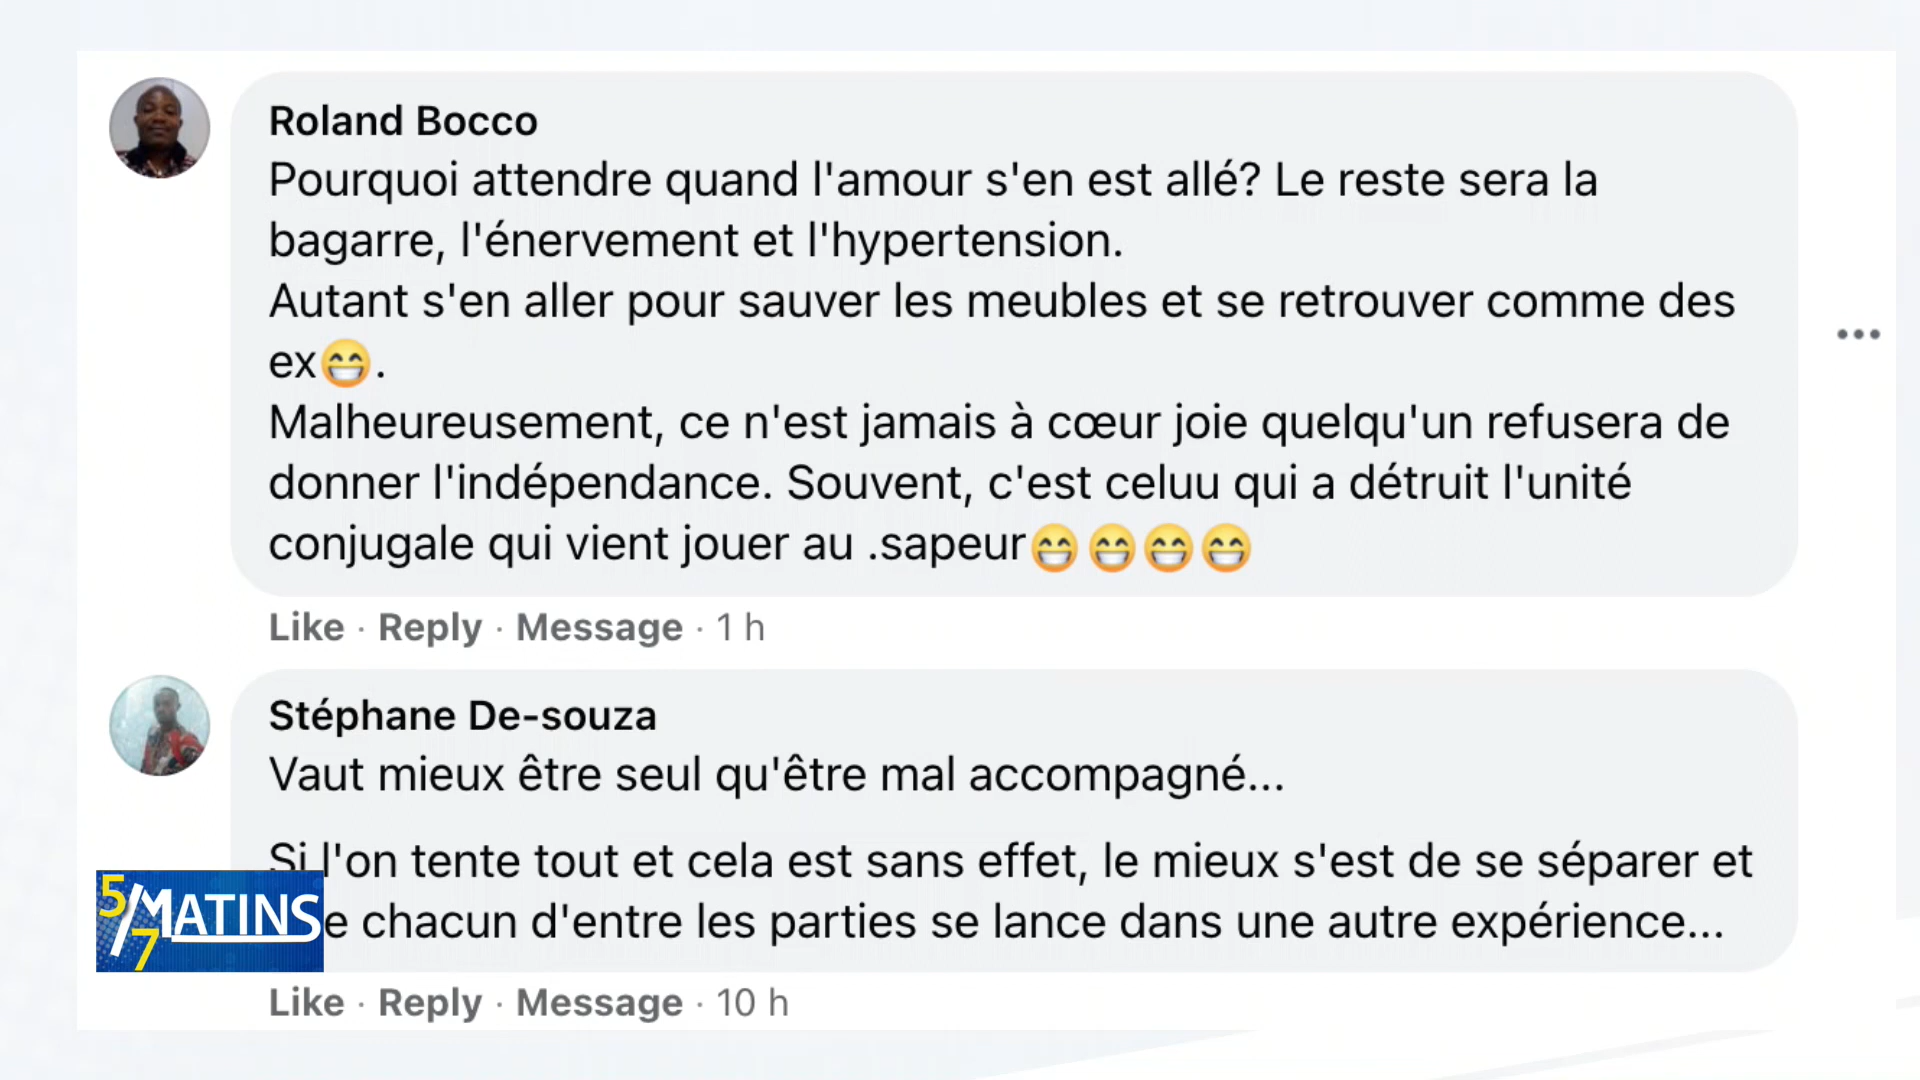 Roland Bocco
Pourquoi attendre quand l'amour s'en est allé? Le reste sera la
bagarre, l'énervement et l'hypertension.
Autant s'en aller pour sauver les meubles et se retrouver comme des
ex😁.
Malheureusement, ce n'est jamais à cœur joie quelqu'un refusera de
donner l'indépendance. Souvent, c'est celuu qui a détruit l'unité
conjugale qui vient jouer au .sapeur😁😁😁😁
Like · Reply · Message · 1 h
Stéphane De-souza
Vaut mieux être seul qu'être mal accompagné...
Si l'on tente tout et cela est sans effet, le mieux s'est de se séparer et
chacun d'entre les parties se lance dans une autre expérience...
5/7 MATINS
Like · Reply · Message · 10 h